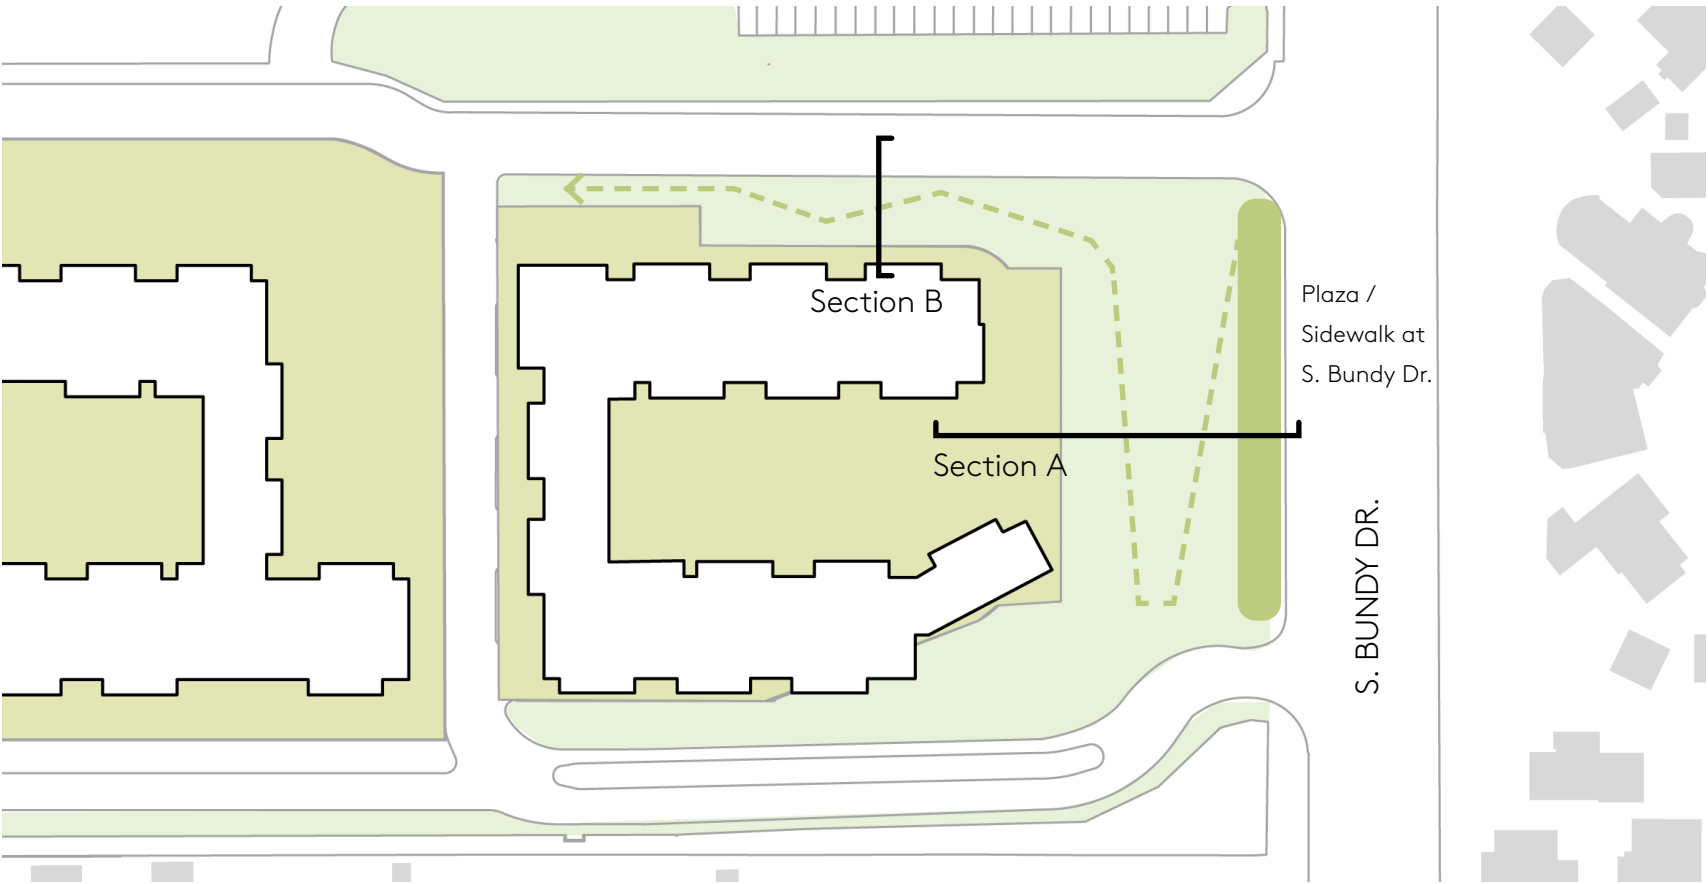 Section B
Plaza /
Sidewalk at
S. Bundy Dr.
Section A
S. BUNDY DR.